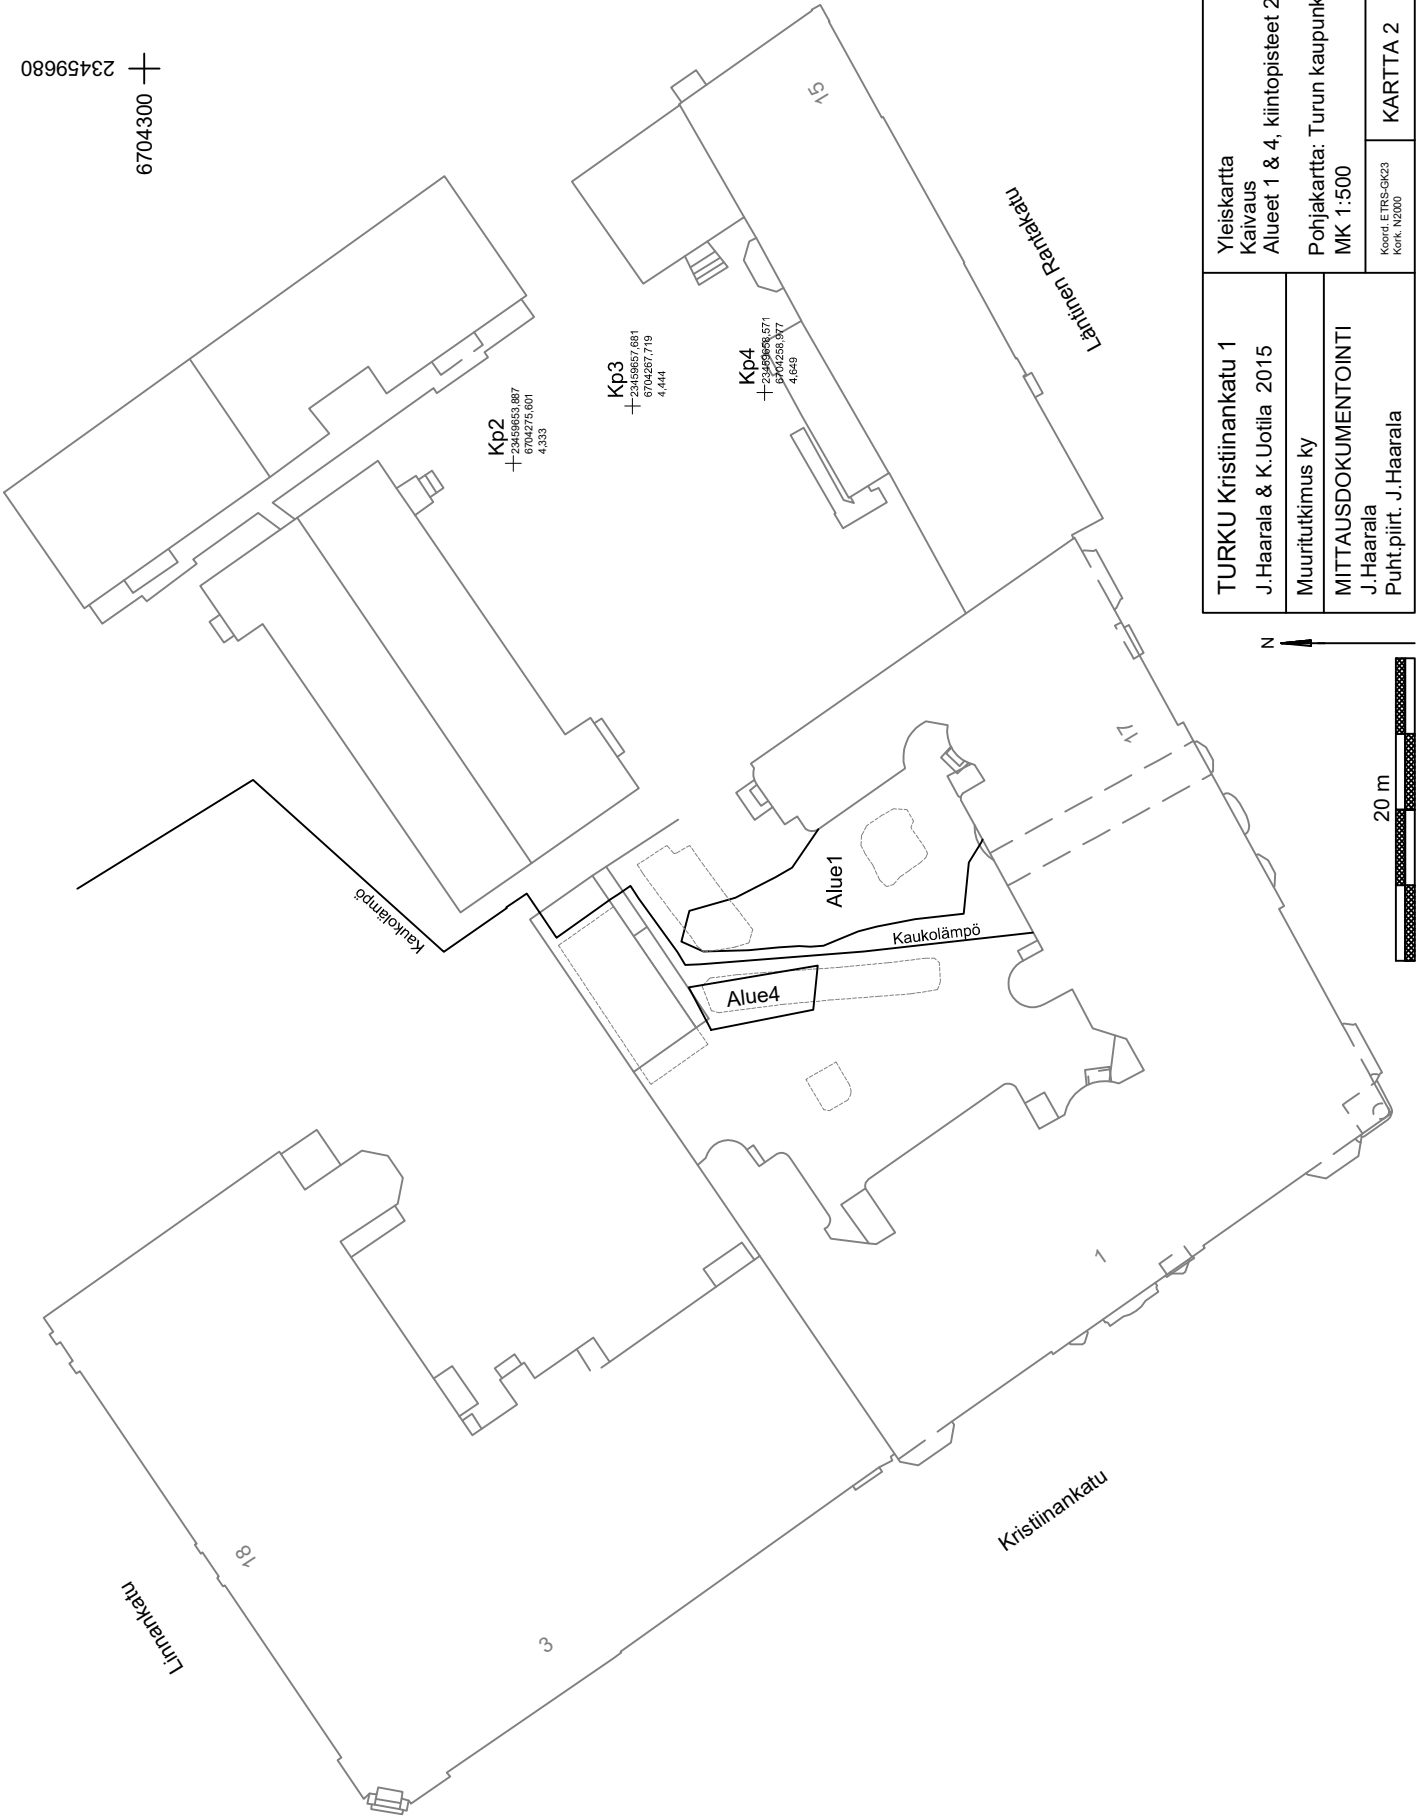 23459680
6704300
15
Läntinen Rantakatu
Kp2
23459653,887
6704275,601
4,333
Kp3
23459657,681
6704267,719
4,444
Kp4
6704258,977
4,649
17
Kaukolämpö
Alue1
Kaukolämpö
Alue4
1
Kristiinankatu
18
3
Linnankatu
N
20 m
TURKU Kristiinankatu 1
J.Haarala & K.Uotila 2015
Muuritutkimus ky
MITTAUSDOKUMENTOINTI
J.Haarala
Puht.piirt. J.Haarala
Yleiskartta
Kaivaus
Alueet 1 & 4, kiintopisteet 2
Pohjakartta: Turun kaupunk
MK 1:500
Koord. ETRS-GK23
Kork. N2000
KARTTA 2